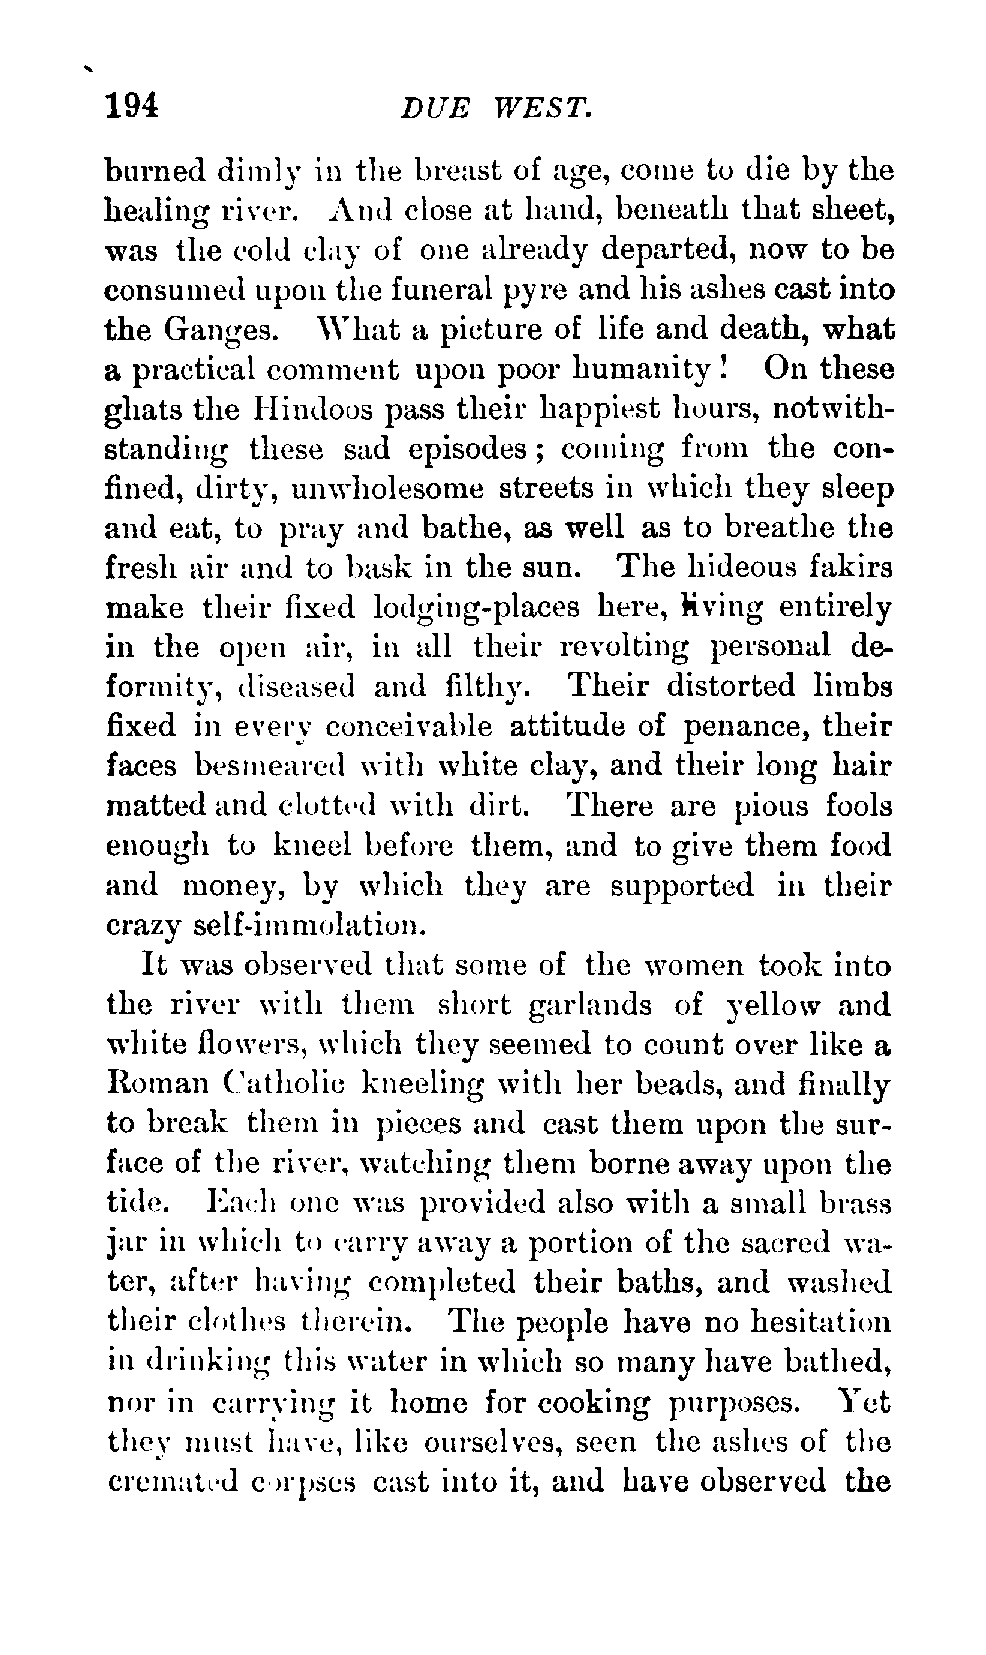 194 DUE WEST.
burned dimly in the breast of age, come to die by the
healing river. And close at hand, beneath that sheet,
was the cold clay of one already departed, now to be
consumed upon the funeral pyre and his ashes cast into
the Ganges. What a picture of life and death, what
a practical comment upon poor humanity! On these
ghats the Hindoos pass their happiest hours, notwith-
standing these sad episodes; coming from the con-
fined, dirty, unwholesome streets in which they sleep
and eat, to pray and bathe, as well as to breathe the
fresh air and to bask in the sun. The hideous fakirs
make their fixed lodging-places here, living entirely
in the open air, in all their revolting personal de-
formity, diseased and filthy. Their distorted limbs
fixed in every conceivable attitude of penance, their
faces besmeared with white clay, and their long hair
matted and clotted with dirt. There are pious fools
enough to kneel before them, and to give them food
and money, by which they are supported in their
crazy self-immolation.
It was observed that some of the women took into
the river with them short garlands of yellow and
white flowers, which they seemed to count over like a
Roman Catholic kneeling with her beads, and finally
to break them in pieces and cast them upon the sur-
face of the river, watching them borne away upon the
tide. Each one was provided also with a small brass
jar in which to carry away a portion of the sacred wa-
ter, after having completed their baths, and washed
their clothes therein. The people have no hesitation
in drinking this water in which so many have bathed,
nor in carrying it home for cooking purposes. Yet
they must have, like ourselves, seen the ashes of the
cremated corpses cast into it, and have observed the